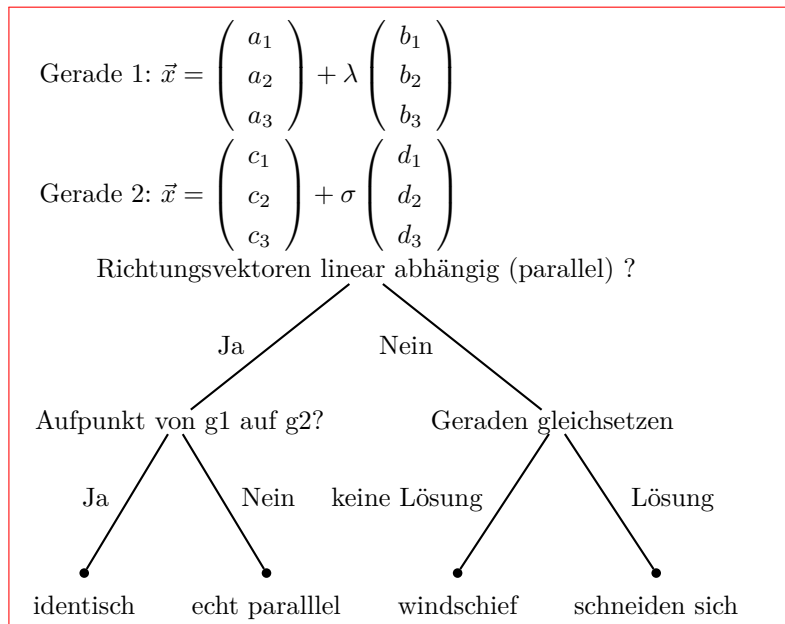 a₁ b₁
Gerade 1: x⃗ = a₂ + λ b₂
a₃ b₃
c₁ d₁
Gerade 2: x⃗ = c₂ + σ d₂
c₃ d₃
Richtungsvektoren linear abhängig (parallel) ?
Ja Nein
Aufpunkt von g1 auf g2? Geraden gleichsetzen
Ja Nein keine Lösung Lösung
identisch echt paralllel windschief schneiden sich